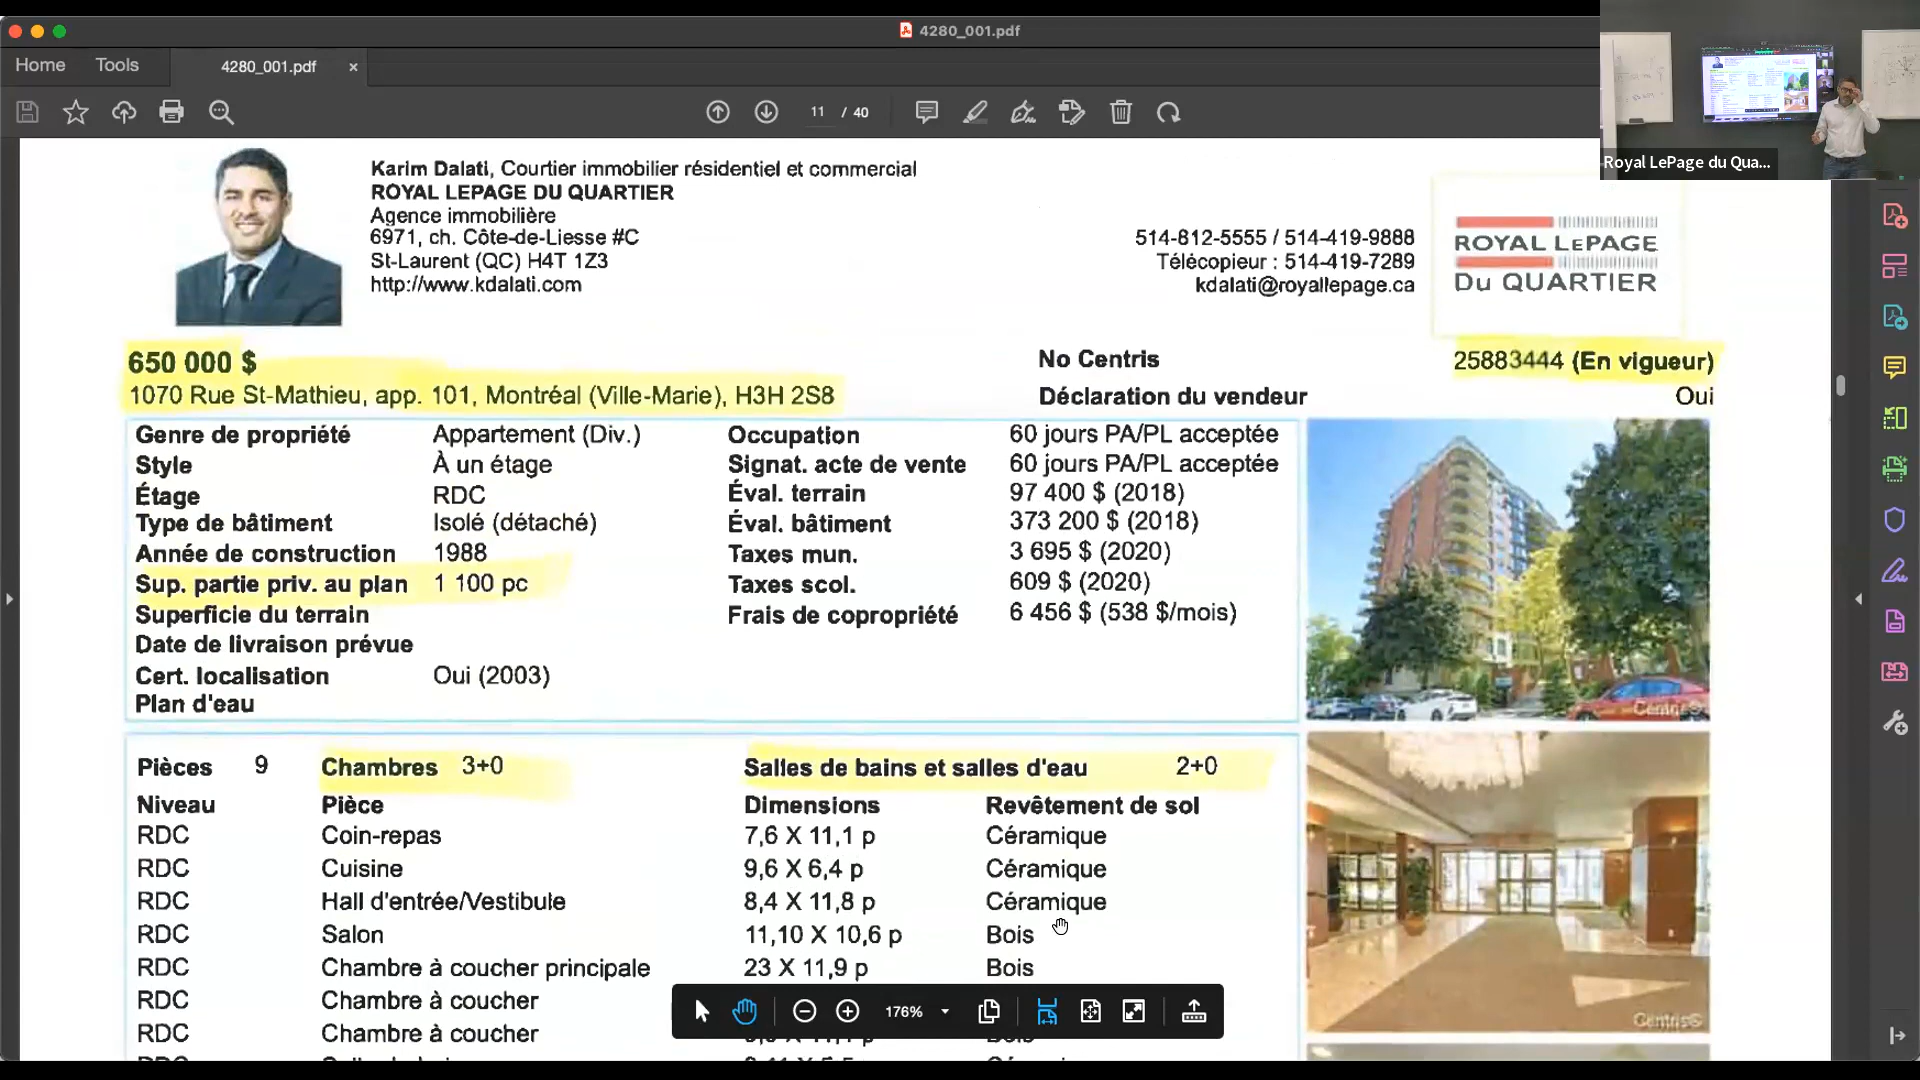 4280_001.pdf
Home Tools 4280_001.pdf ×
11 / 40
Royal LePage du Qua...
Karim Dalati, Courtier immobilier résidentiel et commercial
ROYAL LEPAGE DU QUARTIER
Agence immobilière
6971, ch. Côte-de-Liesse #C
St-Laurent (QC) H4T 1Z3
http://www.kdalati.com
514-812-5555 / 514-419-9888
Télécopieur : 514-419-7289
kdalati@royallepage.ca
ROYAL LEPAGE
DU QUARTIER
650 000 $
1070 Rue St-Mathieu, app. 101, Montréal (Ville-Marie), H3H 2S8
No Centris 25883444 (En vigueur)
Déclaration du vendeur Oui
Genre de propriété Appartement (Div.)
Style À un étage
Étage RDC
Type de bâtiment Isolé (détaché)
Année de construction 1988
Sup. partie priv. au plan 1 100 pc
Superficie du terrain
Date de livraison prévue
Cert. localisation Oui (2003)
Plan d'eau
Occupation 60 jours PA/PL acceptée
Signat. acte de vente 60 jours PA/PL acceptée
Éval. terrain 97 400 $ (2018)
Éval. bâtiment 373 200 $ (2018)
Taxes mun. 3 695 $ (2020)
Taxes scol. 609 $ (2020)
Frais de copropriété 6 456 $ (538 $/mois)
Centris®
Pièces 9 Chambres 3+0 Salles de bains et salles d'eau 2+0
Niveau Pièce Dimensions Revêtement de sol
RDC Coin-repas 7,6 X 11,1 p Céramique
RDC Cuisine 9,6 X 6,4 p Céramique
RDC Hall d'entrée/Vestibule 8,4 X 11,8 p Céramique
RDC Salon 11,10 X 10,6 p Bois
RDC Chambre à coucher principale 23 X 11,9 p Bois
RDC Chambre à coucher
RDC Chambre à coucher
Centris®
176%